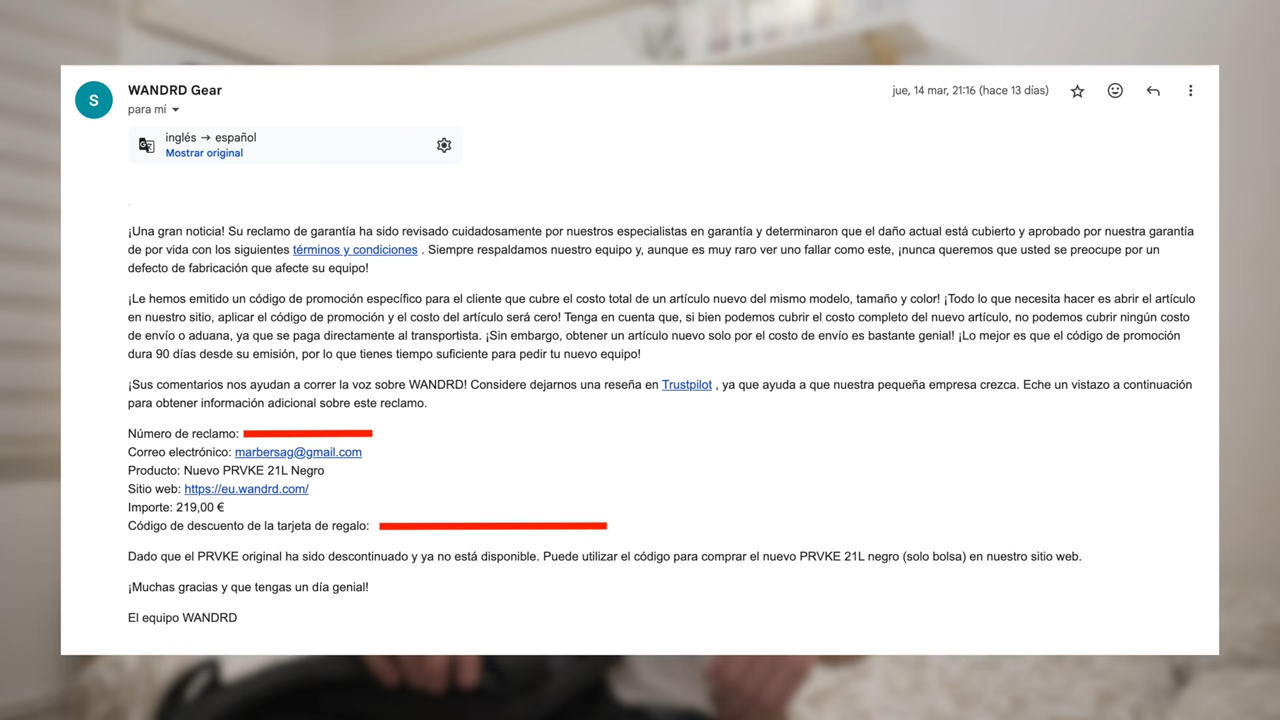 S
WANDRD Gear
jue, 14 mar, 21:16 (hace 13 días)
para mí
inglés → español
Mostrar original
¡Una gran noticia! Su reclamo de garantía ha sido revisado cuidadosamente por nuestros especialistas en garantía y determinaron que el daño actual está cubierto y aprobado por nuestra garantía
de por vida con los siguientes términos y condiciones . Siempre respaldamos nuestro equipo y, aunque es muy raro ver uno fallar como este, ¡nunca queremos que usted se preocupe por un
defecto de fabricación que afecte su equipo!
¡Le hemos emitido un código de promoción específico para el cliente que cubre el costo total de un artículo nuevo del mismo modelo, tamaño y color! ¡Todo lo que necesita hacer es abrir el artículo
en nuestro sitio, aplicar el código de promoción y el costo del artículo será cero! Tenga en cuenta que, si bien podemos cubrir el costo completo del nuevo artículo, no podemos cubrir ningún costo
de envío o aduana, ya que se paga directamente al transportista. ¡Sin embargo, obtener un artículo nuevo solo por el costo de envío es bastante genial! ¡Lo mejor es que el código de promoción
dura 90 días desde su emisión, por lo que tienes tiempo suficiente para pedir tu nuevo equipo!
¡Sus comentarios nos ayudan a correr la voz sobre WANDRD! Considere dejarnos una reseña en Trustpilot , ya que ayuda a que nuestra pequeña empresa crezca. Eche un vistazo a continuación
para obtener información adicional sobre este reclamo.
Número de reclamo:
Correo electrónico: marbersag@gmail.com
Producto: Nuevo PRVKE 21L Negro
Sitio web: https://eu.wandrd.com/
Importe: 219,00 €
Código de descuento de la tarjeta de regalo:
Dado que el PRVKE original ha sido descontinuado y ya no está disponible. Puede utilizar el código para comprar el nuevo PRVKE 21L negro (solo bolsa) en nuestro sitio web.
¡Muchas gracias y que tengas un día genial!
El equipo WANDRD